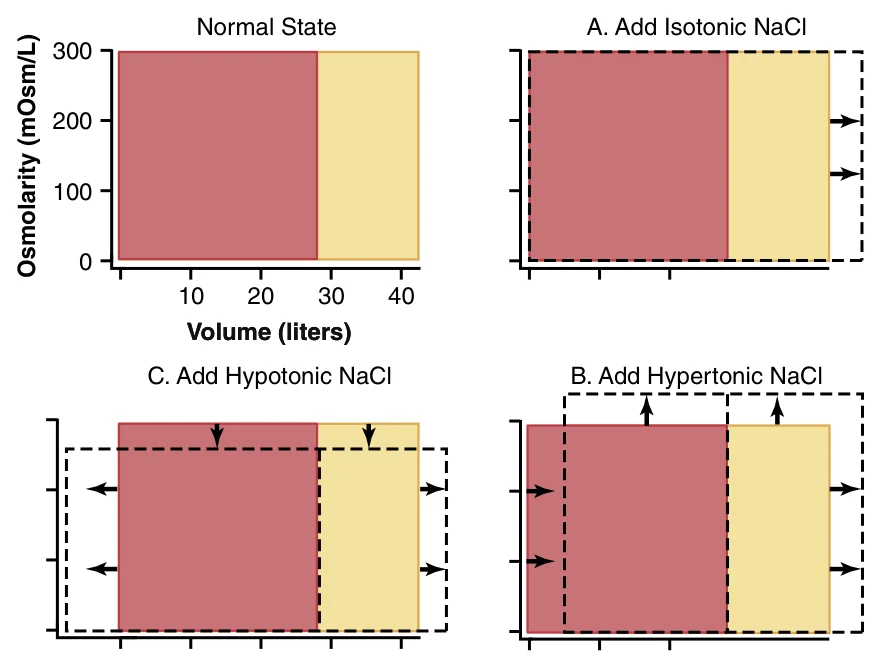 Normal State
Osmolarity (mOsm/L)
300
200
100
0
10 20 30 40
Volume (liters)
A. Add Isotonic NaCl
C. Add Hypotonic NaCl
B. Add Hypertonic NaCl